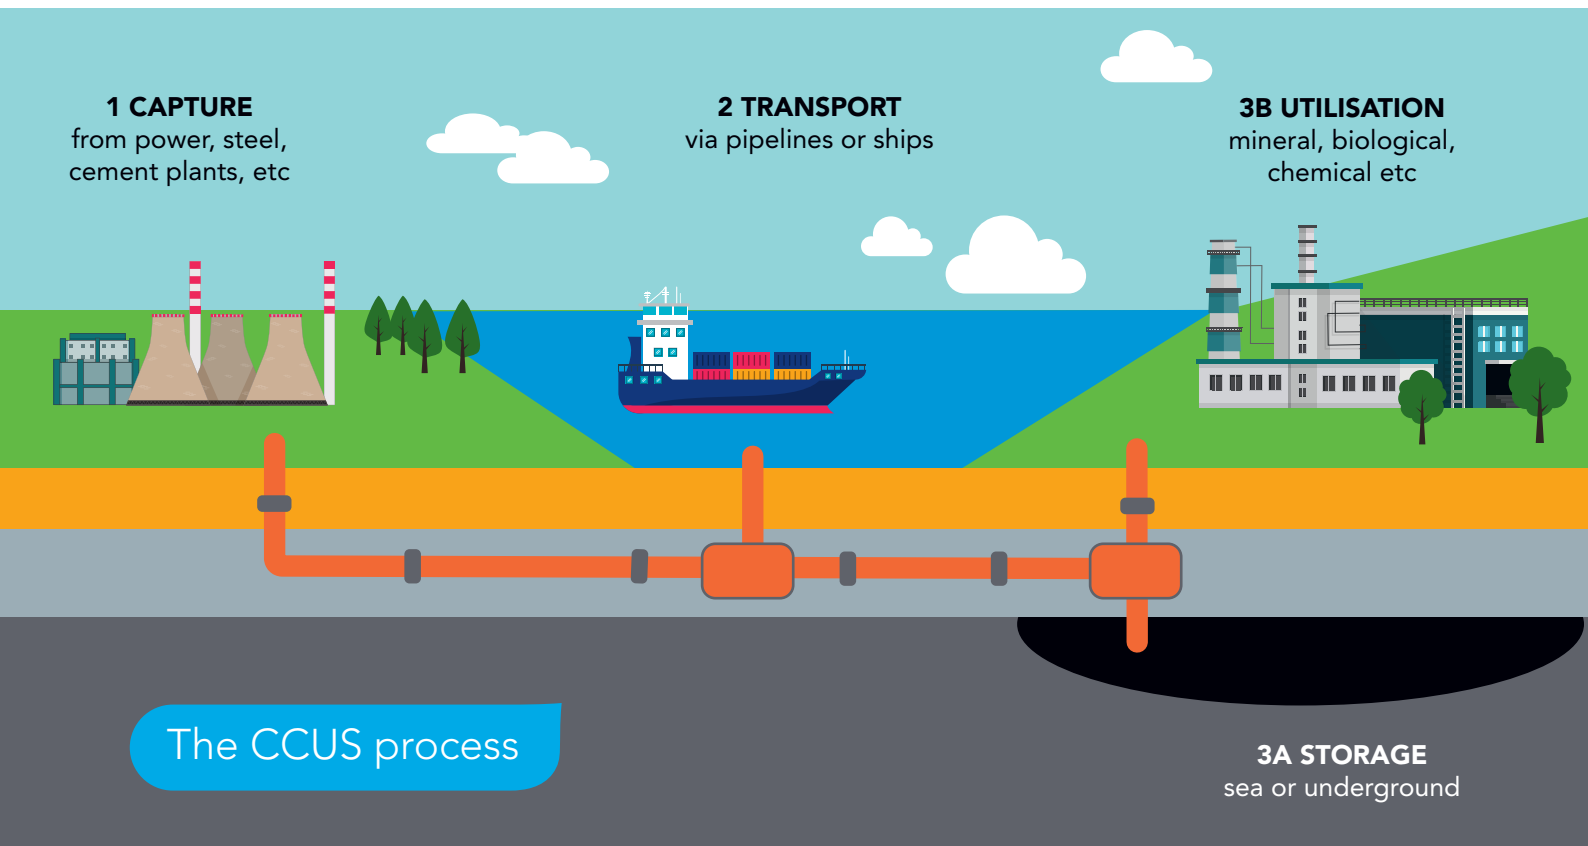 1 CAPTURE
from power, steel,
cement plants, etc
2 TRANSPORT
via pipelines or ships
3B UTILISATION
mineral, biological,
chemical etc
The CCUS process
3A STORAGE
sea or underground